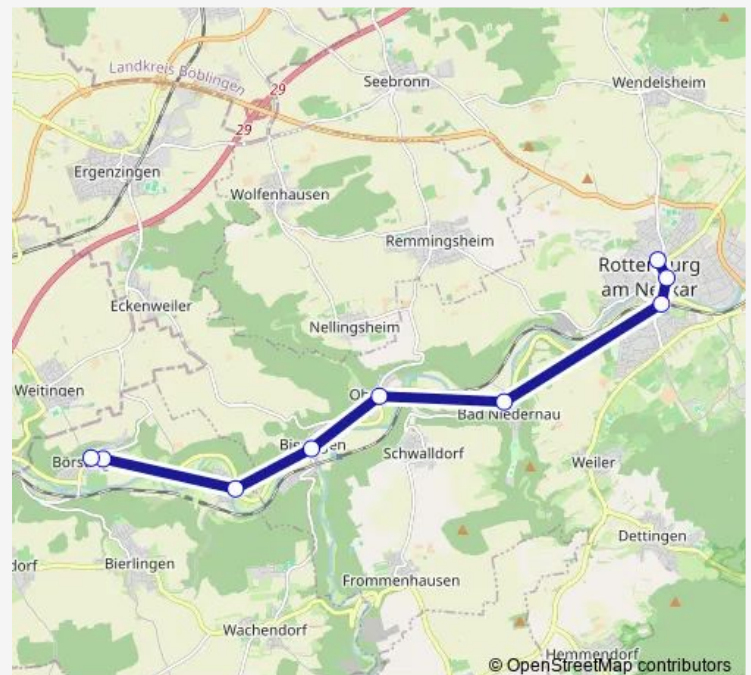 Landkreis Böblingen
29
Seebronn
Wendelsheim
29
Ergenzingen
Wolfenhausen
Remmingsheim
am
Eckenweiler
Nellingsheim
Weitingen
Bad Niedernau
Schwalldorf
Weiler
Dettingen
Bierlingen
Frommenhausen
Wachendorf
Hemmendorf
© OpenStreetMap contributors